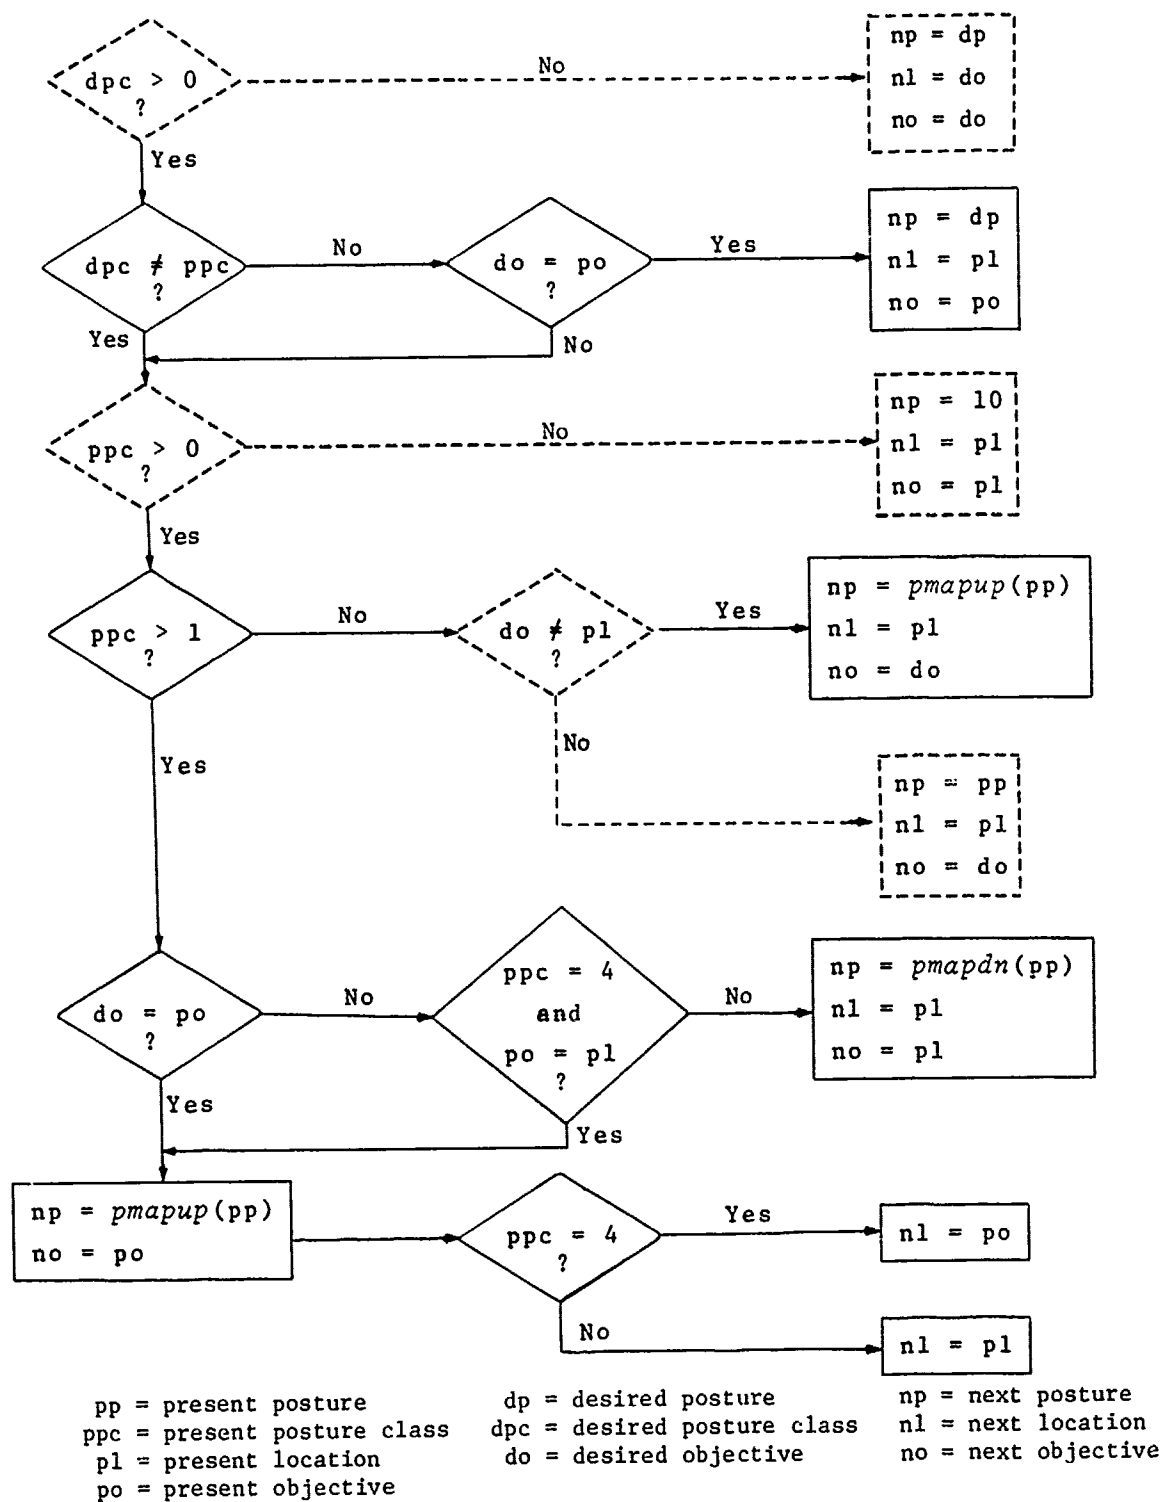 dpc > 0
?
No
np = dp
nl = do
no = do
Yes
dpc ≠ ppc
?
No
do = po
?
Yes
np = dp
nl = pl
no = po
Yes
No
ppc > 0
?
No
np = 10
nl = pl
no = pl
Yes
ppc > 1
?
No
do ≠ pl
?
Yes
np = pmapup(pp)
nl = pl
no = do
No
Yes
np = pp
nl = pl
no = do
do = po
?
No
ppc = 4
and
po = pl
?
No
np = pmapdn(pp)
nl = pl
no = pl
Yes
Yes
np = pmapup(pp)
no = po
ppc = 4
?
Yes
nl = po
No
nl = pl
pp = present posture
ppc = present posture class
pl = present location
po = present objective
dp = desired posture
dpc = desired posture class
do = desired objective
np = next posture
nl = next location
no = next objective